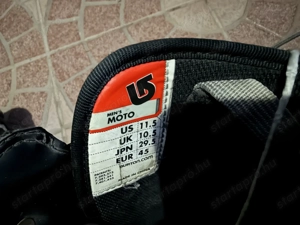 MEN'S
MOTO
US 11.5
UK 10.5
JPN 29.5
EUR 45
BURTON.COM